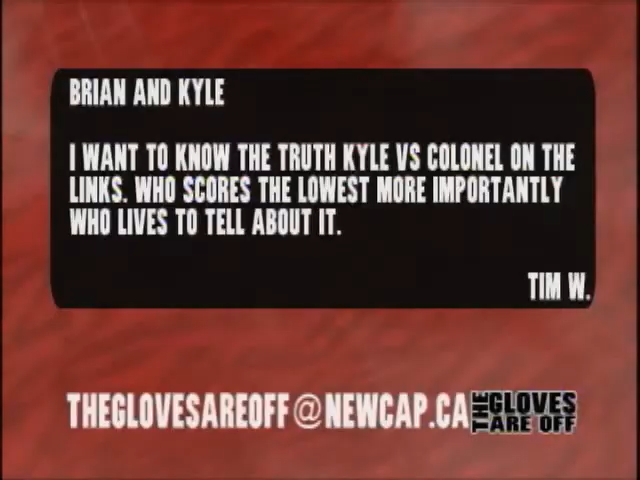 BRIAN AND KYLE
I WANT TO KNOW THE TRUTH KYLE VS COLONEL ON THE
LINKS. WHO SCORES THE LOWEST MORE IMPORTANTLY
WHO LIVES TO TELL ABOUT IT.
TIM W.
THEGLOVESAREOFF@NEWCAP.CA
THE GLOVES
ARE OFF